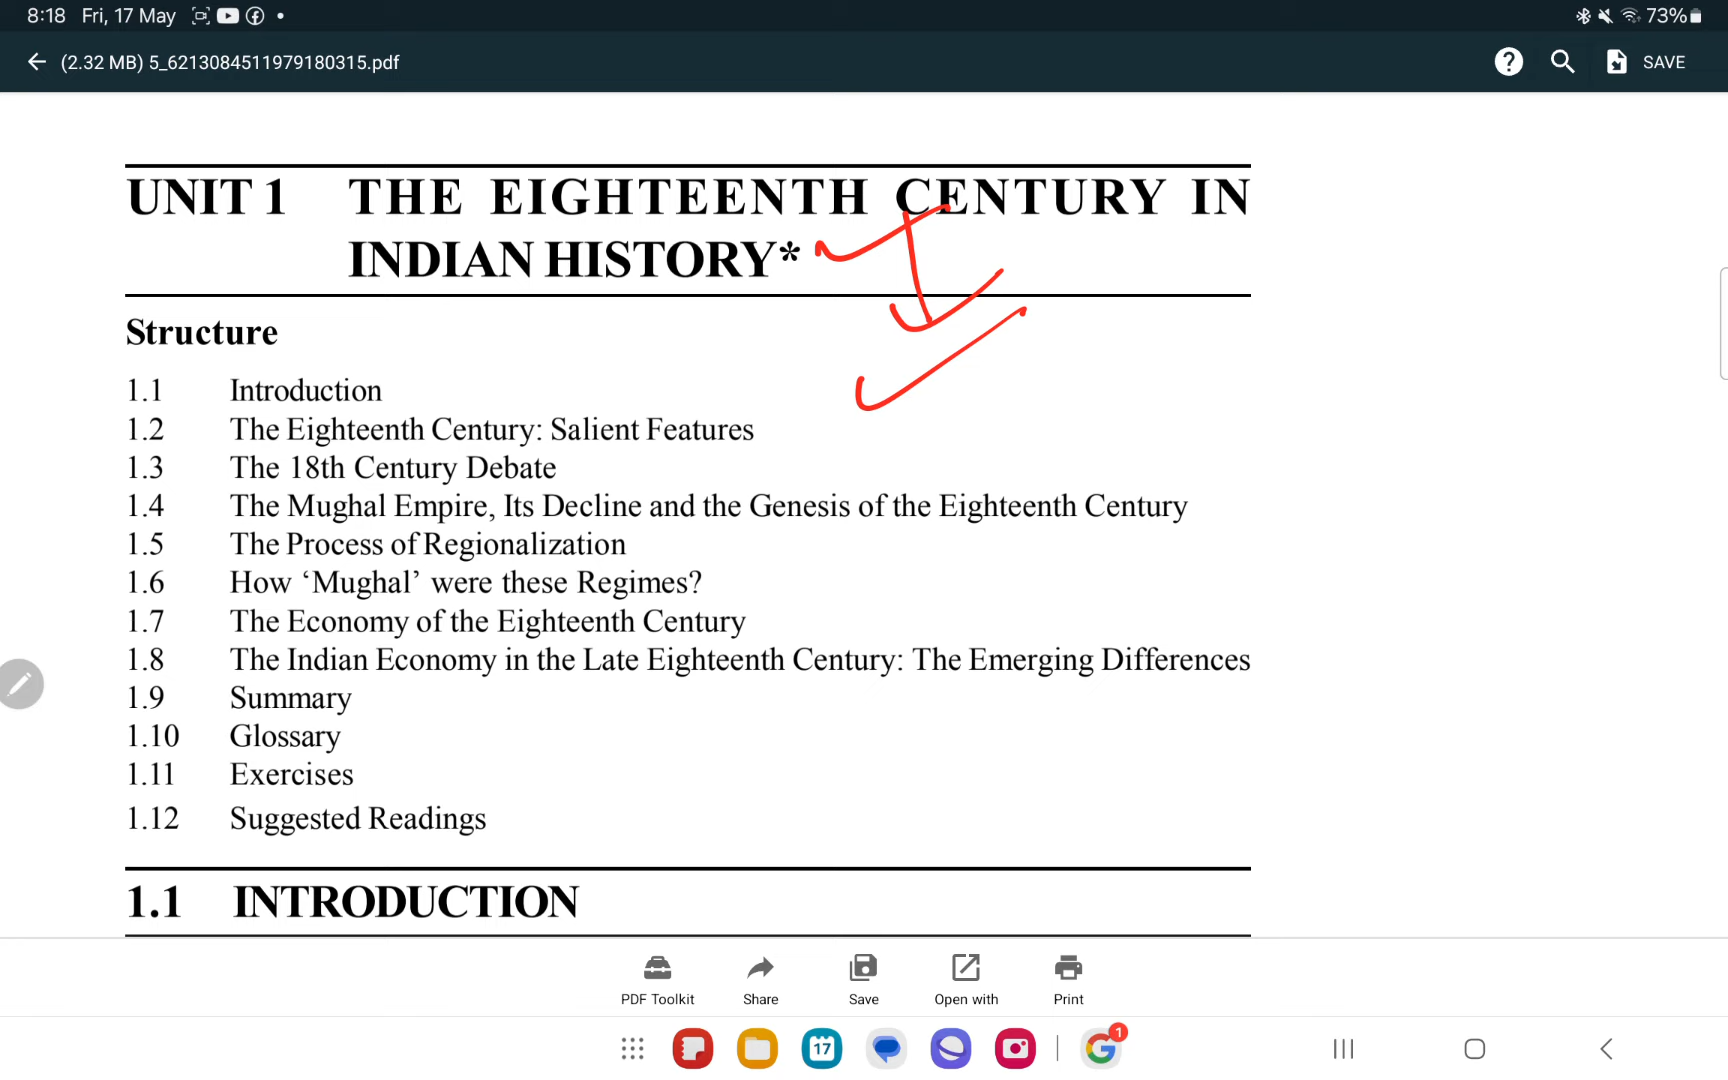 8:18 Fri, 17 May
73%
(2.32 MB) 5_6213084511979180315.pdf
SAVE
UNIT 1 THE EIGHTEENTH CENTURY IN
INDIAN HISTORY*
Structure
1.1 Introduction
1.2 The Eighteenth Century: Salient Features
1.3 The 18th Century Debate
1.4 The Mughal Empire, Its Decline and the Genesis of the Eighteenth Century
1.5 The Process of Regionalization
1.6 How ‘Mughal’ were these Regimes?
1.7 The Economy of the Eighteenth Century
1.8 The Indian Economy in the Late Eighteenth Century: The Emerging Differences
1.9 Summary
1.10 Glossary
1.11 Exercises
1.12 Suggested Readings
1.1 INTRODUCTION
PDF Toolkit Share Save Open with Print
17
1